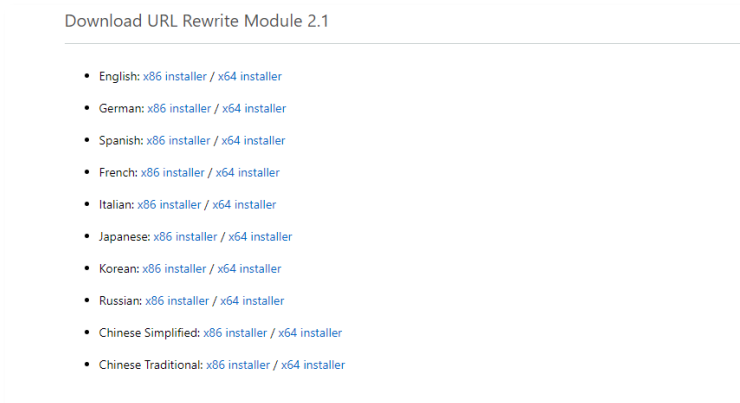 Download URL Rewrite Module 2.1
English: x86 installer / x64 installer
German: x86 installer / x64 installer
Spanish: x86 installer / x64 installer
French: x86 installer / x64 installer
Italian: x86 installer / x64 installer
Japanese: x86 installer / x64 installer
Korean: x86 installer / x64 installer
Russian: x86 installer / x64 installer
Chinese Simplified: x86 installer / x64 installer
Chinese Traditional: x86 installer / x64 installer